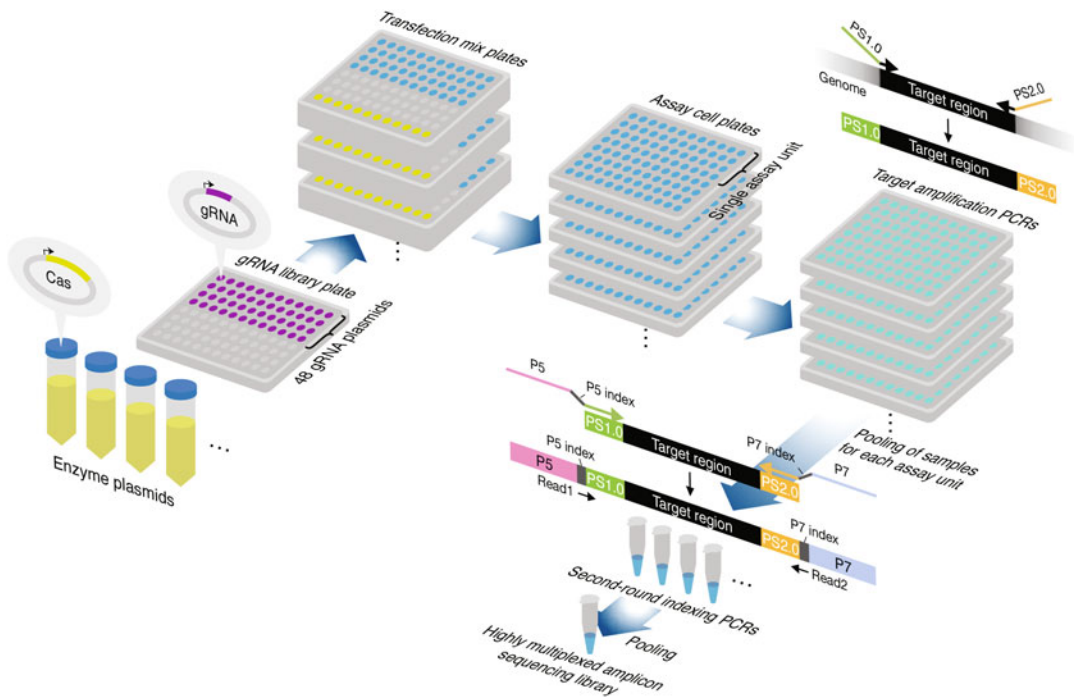 Transfection mix plates
Assay cell plates
Single assay unit
PS1.0
PS2.0
Genome
Target region
PS1.0
Target region
PS2.0
Target amplification PCRs
gRNA
Cas
gRNA library plate
48 gRNA plasmids
...
Enzyme plasmids
...
...
...
P5
P5 index
PS1.0
Target region
PS2.0
P7 index
P7
Pooling of samples
for each assay unit
P5 index
P5
PS1.0
Target region
PS2.0
P7 index
P7
Read1
Read2
...
Second-round indexing PCRs
Pooling
Highly multiplexed amplicon
sequencing library